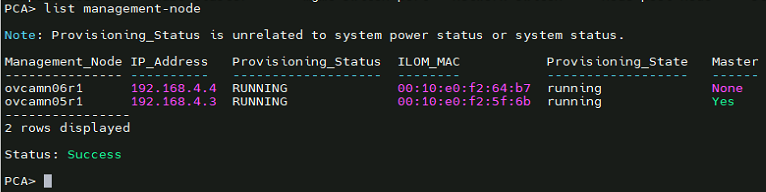 PCA> list management-node
Note: Provisioning_Status is unrelated to system power status or system status.
Management_Node IP_Address Provisioning_Status ILOM_MAC Provisioning_State Master
--------------- ---------- ------------------- -------- ------------------ ------
ovcamn06r1 192.168.4.4 RUNNING 00:10:e0:f2:64:b7 running None
ovcamn05r1 192.168.4.3 RUNNING 00:10:e0:f2:5f:6b running Yes
----------------
2 rows displayed
Status: Success
PCA>